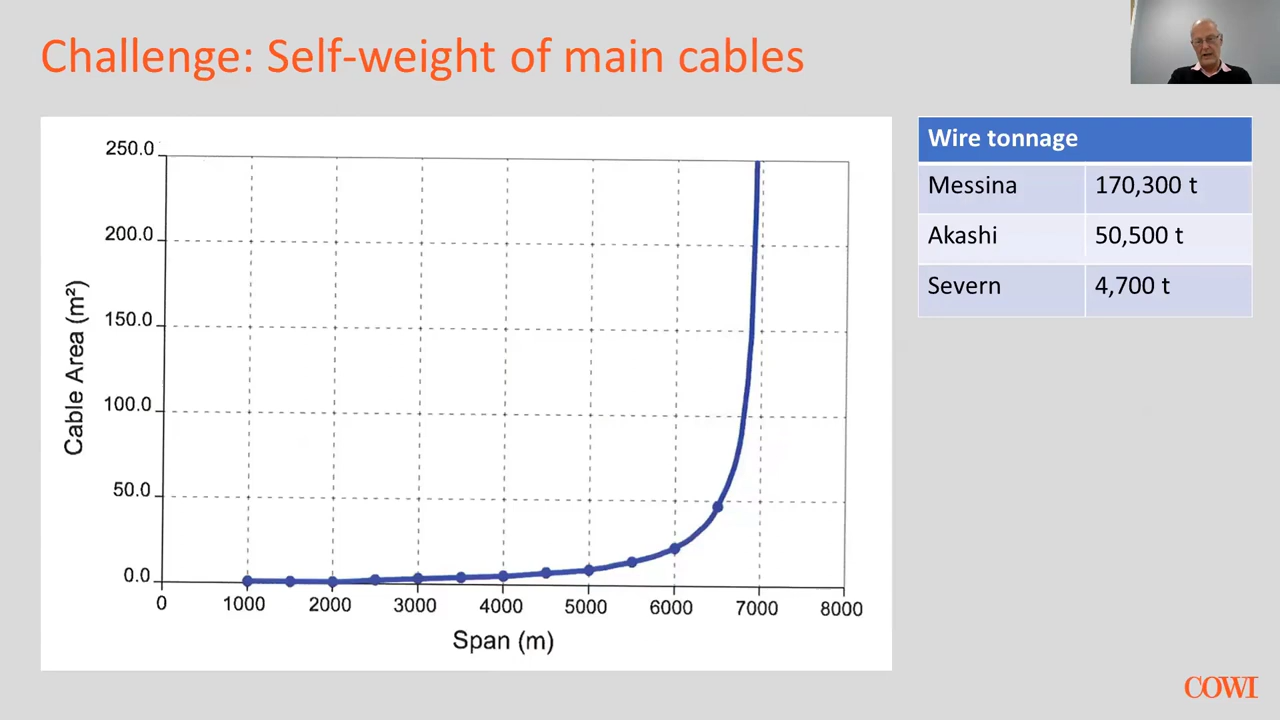 Challenge: Self-weight of main cables
250.0
200.0
150.0
100.0
50.0
0.0
Cable Area (m²)
0 1000 2000 3000 4000 5000 6000 7000 8000
Span (m)
Wire tonnage
Messina 170,300 t
Akashi 50,500 t
Severn 4,700 t
COWI